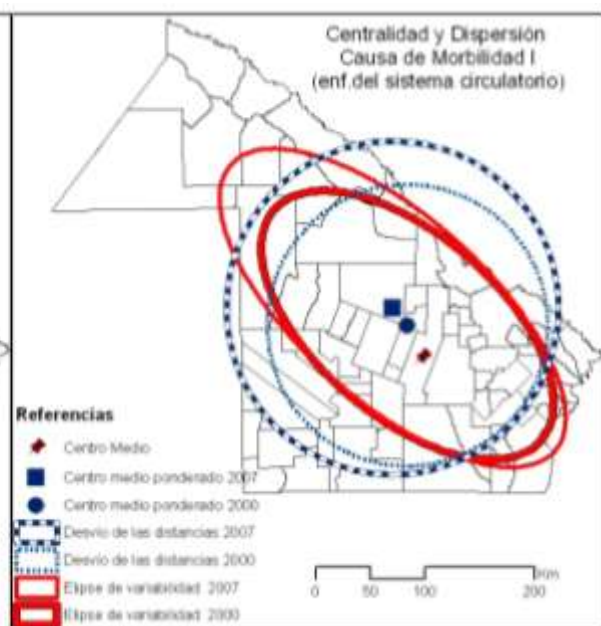 Centralidad y Dispersión
Causa de Morbilidad I
(enf.del sistema circulatorio)
Referencias
Centro Medio
Centro medio ponderado 2007
Centro medio ponderado 2000
Desvío de las distancias 2007
Desvío de las distancias 2000
Elipse de variabilidad 2007
Elipse de variabilidad 2000
Km
0 50 100 200